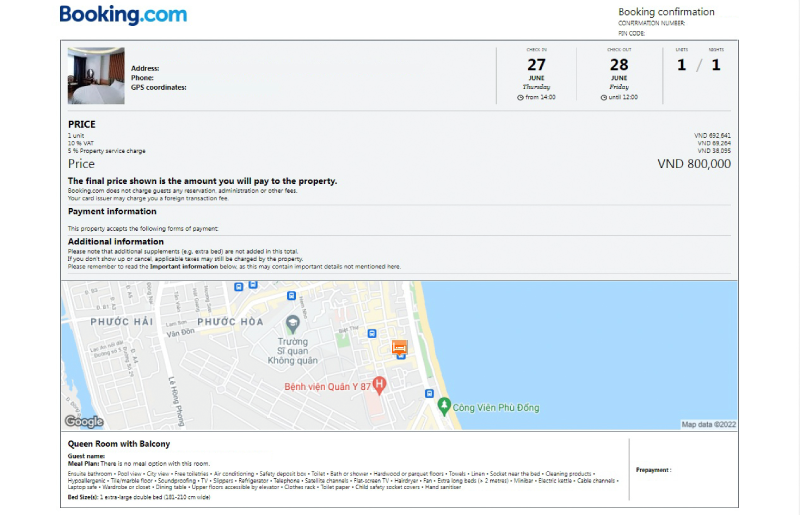 Booking.com
Booking confirmation
CONFIRMATION NUMBER:
PIN CODE:
Address:
Phone:
GPS coordinates:
CHECK IN
27
JUNE
Thursday
from 14:00
CHECK OUT
28
JUNE
Friday
until 12:00
UNITS
NIGHTS
1 / 1
PRICE
1 unit VND 692,641
10 % VAT VND 69,264
5 % Property service charge VND 38,095
Price VND 800,000
The final price shown is the amount you will pay to the property.
Booking.com does not charge guests any reservation, administration or other fees.
Your card issuer may charge you a foreign transaction fee.
Payment information
This property accepts the following forms of payment:
Additional information
Please note that additional supplements (e.g. extra bed) are not added in this total.
If you don't show up or cancel, applicable taxes may still be charged by the property.
Please remember to read the Important information below, as this may contain important details not mentioned here.
PHƯỚC HẢI
PHƯỚC HÒA
Vân Đồn
Trường
Sĩ quan
Không quân
Lê Hồng Phong
Bệnh viện Quân Y 87
Công Viên Phù Đổng
Google
Map data ©2022
Queen Room with Balcony
Guest name:
Meal Plan: There is no meal option with this room.
Ensuite bathroom • Pool view • City view • Free toiletries • Air conditioning • Safety deposit box • Toilet • Bath or shower • Hardwood or parquet floors • Towels • Linen • Socket near the bed • Cleaning products •
Hypoallergenic • Tile/marble floor • Soundproofing • TV • Slippers • Refrigerator • Telephone • Satellite channels • Flat-screen TV • Hairdryer • Fan • Extra long beds (> 2 metres) • Minibar • Electric kettle • Cable channels •
Laptop safe • Wardrobe or closet • Dining table • Upper floors accessible by elevator • Clothes rack • Toilet paper • Child safety socket covers • Hand sanitiser
Bed Size(s): 1 extra-large double bed (181-210 cm wide)
Prepayment :